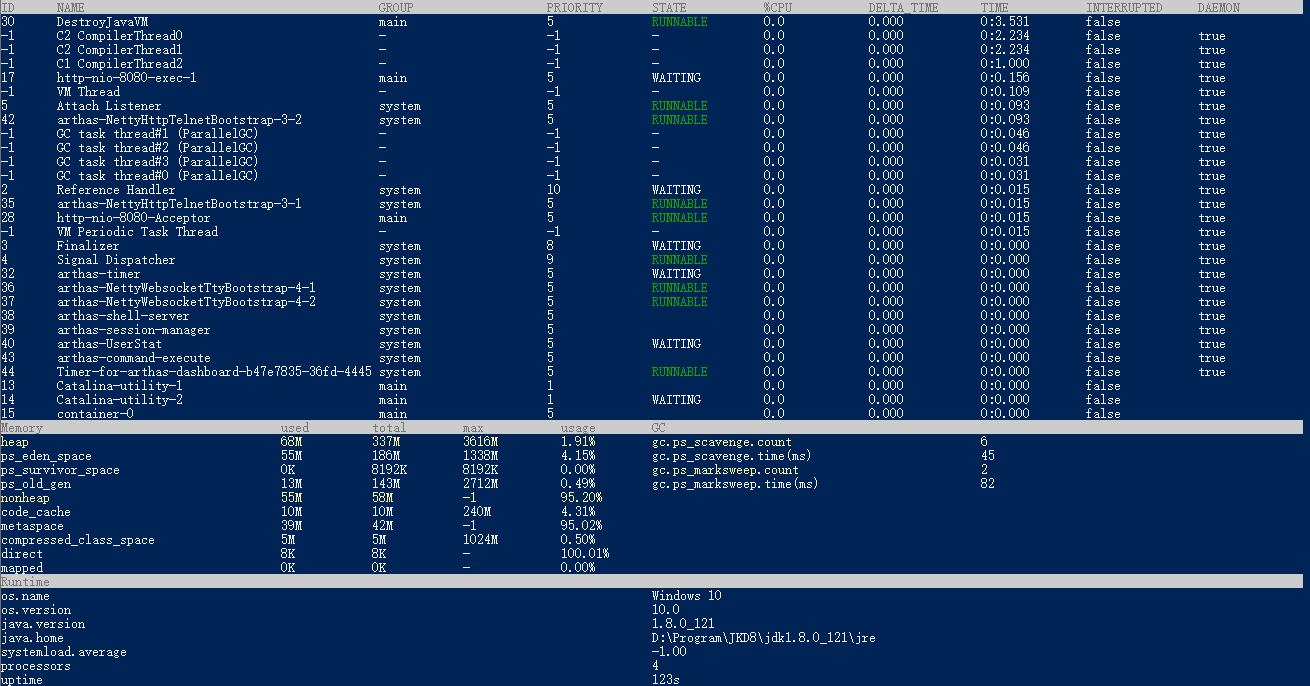 ID NAME GROUP PRIORITY STATE %CPU DELTA_TIME TIME INTERRUPTED DAEMON
30 DestroyJavaVM main 5 RUNNABLE 0.0 0.000 0:3.531 false
-1 C2 CompilerThread0 - -1 - 0.0 0.000 0:2.234 false true
-1 C2 CompilerThread1 - -1 - 0.0 0.000 0:2.234 false true
-1 C1 CompilerThread2 - -1 - 0.0 0.000 0:1.000 false true
17 http-nio-8080-exec-1 main 5 WAITING 0.0 0.000 0:0.156 false true
-1 VM Thread - -1 - 0.0 0.000 0:0.109 false true
5 Attach Listener system 5 RUNNABLE 0.0 0.000 0:0.093 false true
42 arthas-NettyHttpTelnetBootstrap-3-2 system 5 RUNNABLE 0.0 0.000 0:0.093 false true
-1 GC task thread#1 (ParallelGC) - -1 - 0.0 0.000 0:0.046 false true
-1 GC task thread#2 (ParallelGC) - -1 - 0.0 0.000 0:0.046 false true
-1 GC task thread#3 (ParallelGC) - -1 - 0.0 0.000 0:0.031 false true
-1 GC task thread#0 (ParallelGC) - -1 - 0.0 0.000 0:0.031 false true
2 Reference Handler system 10 WAITING 0.0 0.000 0:0.015 false true
35 arthas-NettyHttpTelnetBootstrap-3-1 system 5 RUNNABLE 0.0 0.000 0:0.015 false true
28 http-nio-8080-Acceptor main 5 RUNNABLE 0.0 0.000 0:0.015 false true
-1 VM Periodic Task Thread - -1 - 0.0 0.000 0:0.015 false true
3 Finalizer system 8 WAITING 0.0 0.000 0:0.000 false true
4 Signal Dispatcher system 9 RUNNABLE 0.0 0.000 0:0.000 false true
32 arthas-timer system 5 WAITING 0.0 0.000 0:0.000 false true
36 arthas-NettyWebsocketTtyBootstrap-4-1 system 5 RUNNABLE 0.0 0.000 0:0.000 false true
37 arthas-NettyWebsocketTtyBootstrap-4-2 system 5 RUNNABLE 0.0 0.000 0:0.000 false true
38 arthas-shell-server system 5 0.0 0.000 0:0.000 false true
39 arthas-session-manager system 5 0.0 0.000 0:0.000 false true
40 arthas-UserStat system 5 WAITING 0.0 0.000 0:0.000 false true
43 arthas-command-execute system 5 0.0 0.000 0:0.000 false true
44 Timer-for-arthas-dashboard-b47e7835-36fd-4445 system 5 RUNNABLE 0.0 0.000 0:0.000 false true
13 Catalina-utility-1 main 1 0.0 0.000 0:0.000 false
14 Catalina-utility-2 main 1 WAITING 0.0 0.000 0:0.000 false
15 container-0 main 5 0.0 0.000 0:0.000 false
Memory used total max usage GC
heap 68M 337M 3616M 1.91% gc.ps_scavenge.count 6
ps_eden_space 55M 186M 1338M 4.15% gc.ps_scavenge.time(ms) 45
ps_survivor_space 0K 8192K 8192K 0.00% gc.ps_marksweep.count 2
ps_old_gen 13M 143M 2712M 0.49% gc.ps_marksweep.time(ms) 82
nonheap 55M 58M -1 95.20%
code_cache 10M 10M 240M 4.31%
metaspace 39M 42M -1 95.02%
compressed_class_space 5M 5M 1024M 0.50%
direct 8K 8K - 100.01%
mapped 0K 0K - 0.00%
Runtime
os.name Windows 10
os.version 10.0
java.version 1.8.0_121
java.home D:\Program\JKD8\jdk1.8.0_121\jre
systemload.average -1.00
processors 4
uptime 123s